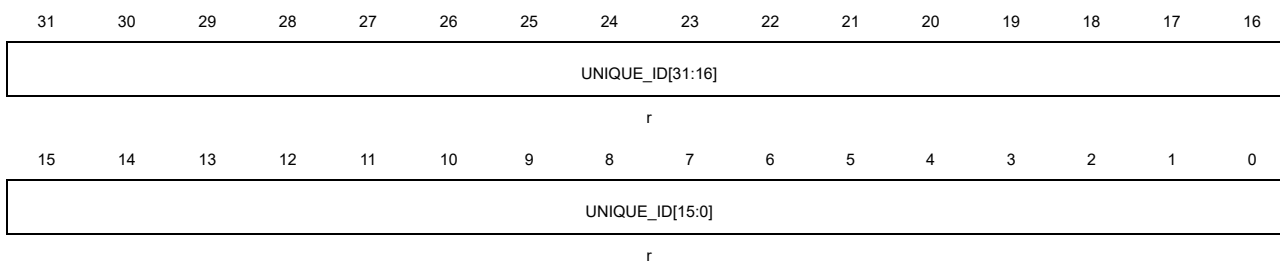 31 30 29 28 27 26 25 24 23 22 21 20 19 18 17 16
UNIQUE_ID[31:16]
r
15 14 13 12 11 10 9 8 7 6 5 4 3 2 1 0
UNIQUE_ID[15:0]
r